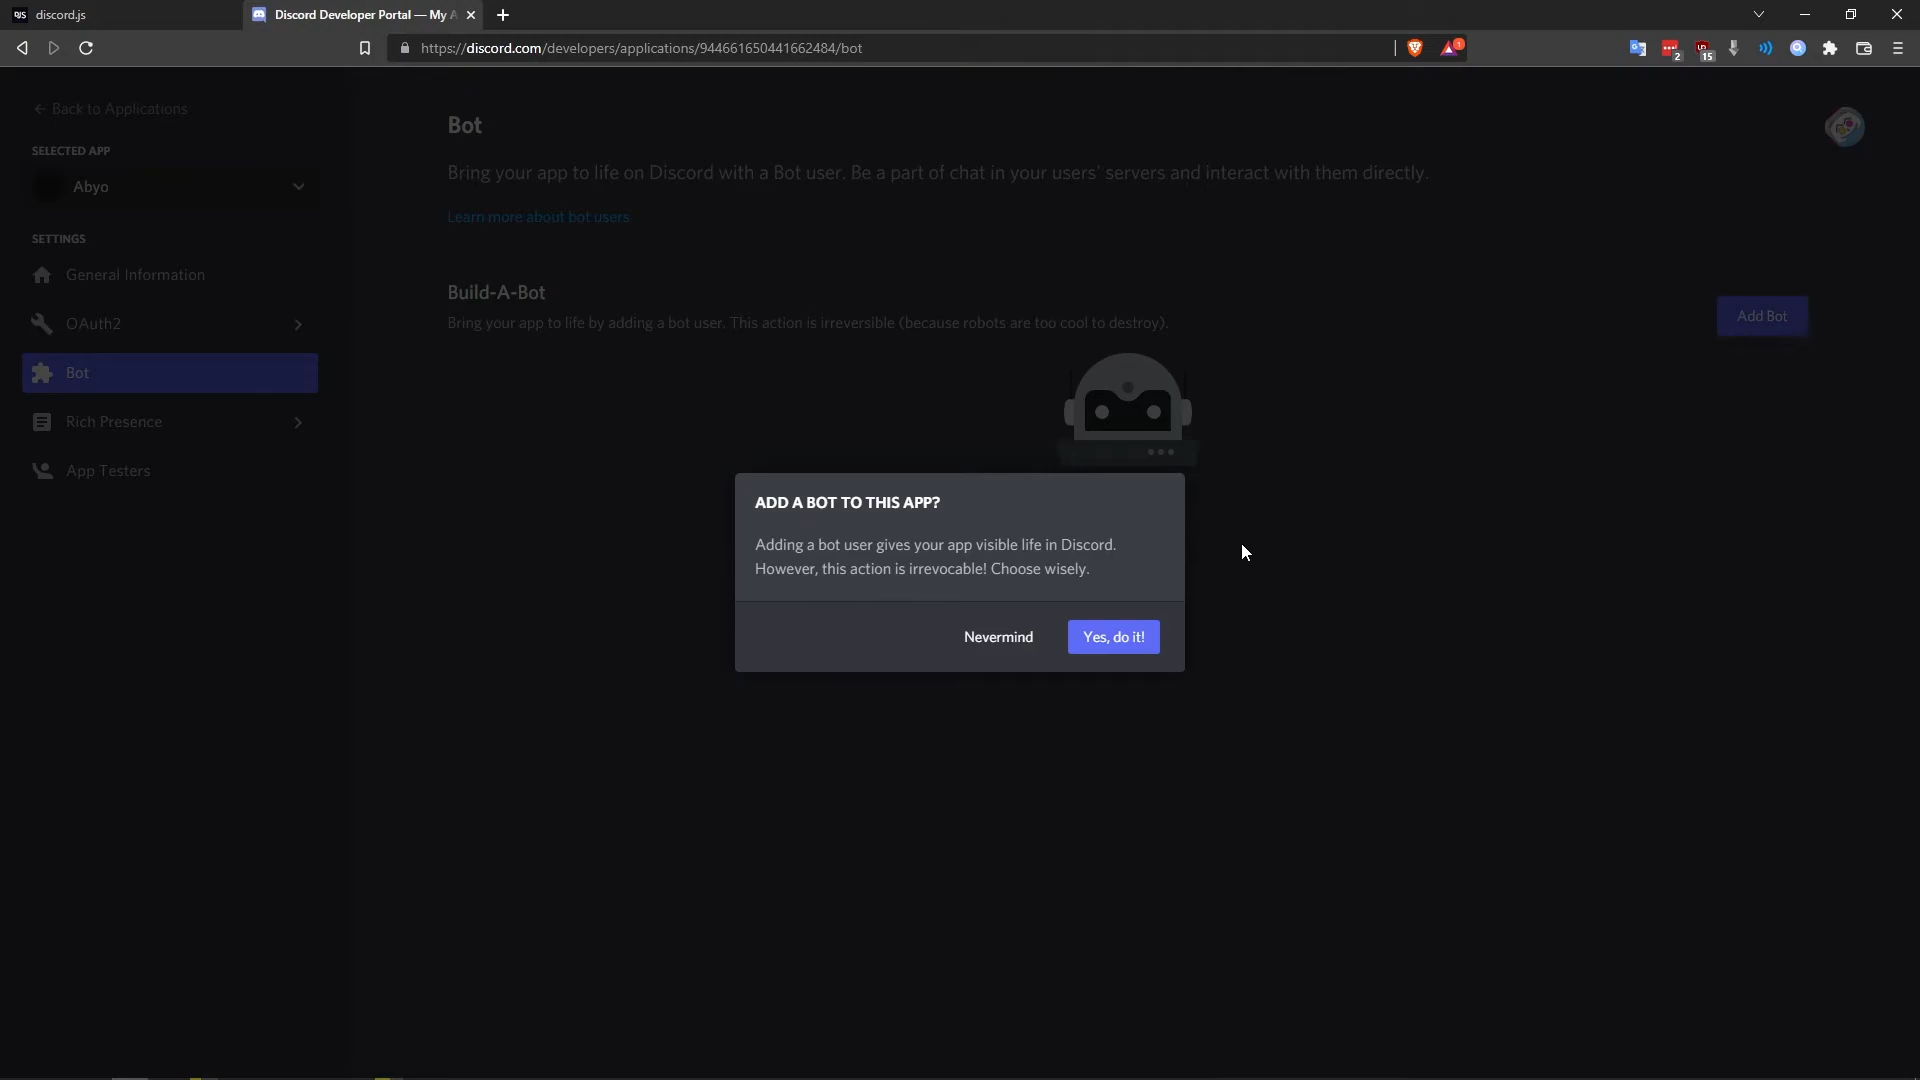 DJS discord.js
Discord Developer Portal — My A
https://discord.com/developers/applications/944661650441662484/bot
1
2
15
← Back to Applications
SELECTED APP
Abyo
SETTINGS
General Information
OAuth2
Bot
Rich Presence
App Testers
Bot
Bring your app to life on Discord with a Bot user. Be a part of chat in your users' servers and interact with them directly.
Learn more about bot users
Build-A-Bot
Bring your app to life by adding a bot user. This action is irreversible (because robots are too cool to destroy).
Add Bot
ADD A BOT TO THIS APP?
Adding a bot user gives your app visible life in Discord.
However, this action is irrevocable! Choose wisely.
Nevermind
Yes, do it!